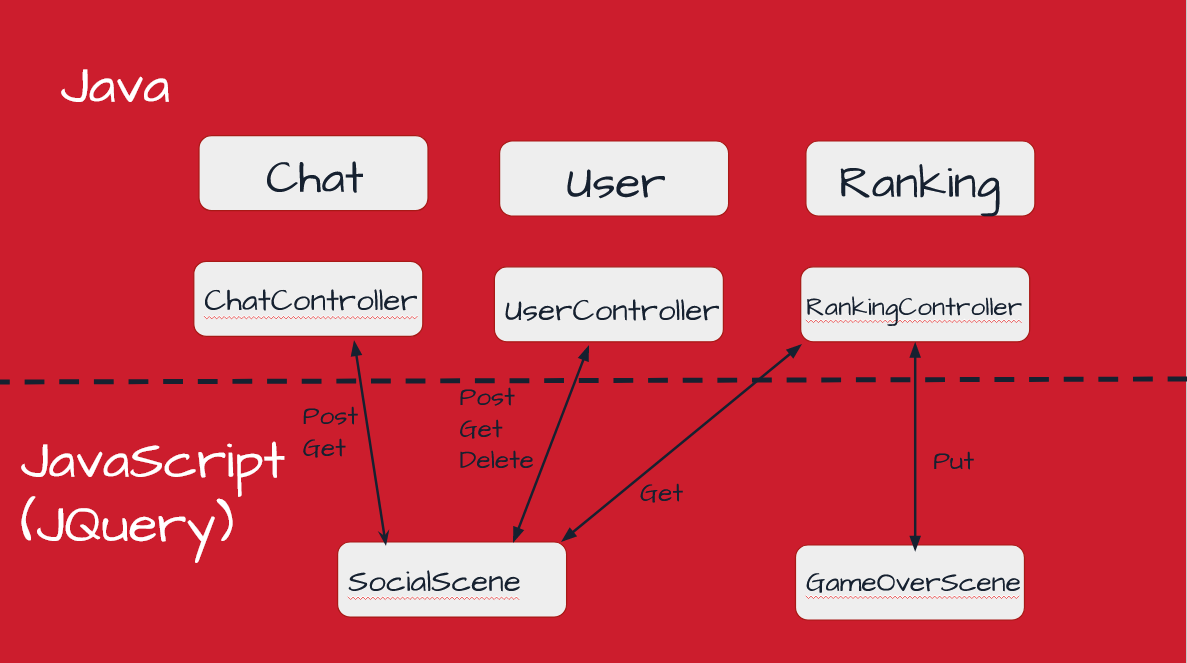 Java
Chat
User
Ranking
ChatController
UserController
RankingController
Post
Get
Post
Get
Delete
Get
Put
JavaScript
(JQuery)
SocialScene
GameOverScene